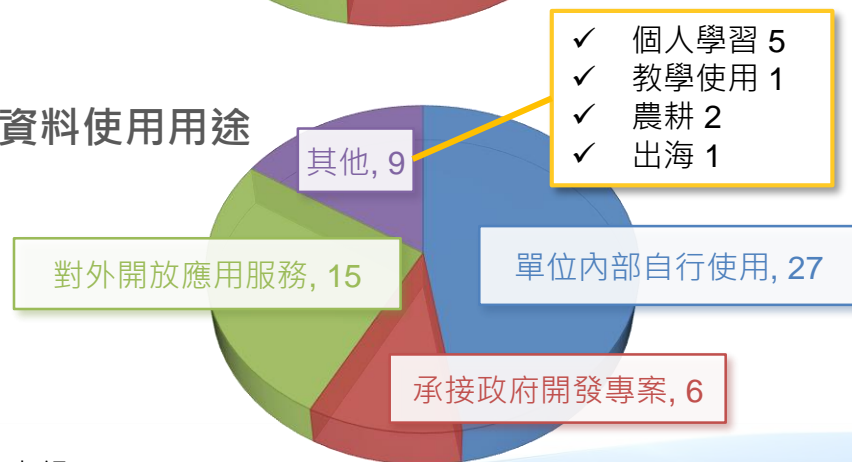 ✓ 個人學習 5
✓ 教學使用 1
✓ 農耕 2
✓ 出海 1
資料使用用途
其他, 9
對外開放應用服務, 15
單位內部自行使用, 27
承接政府開發專案, 6